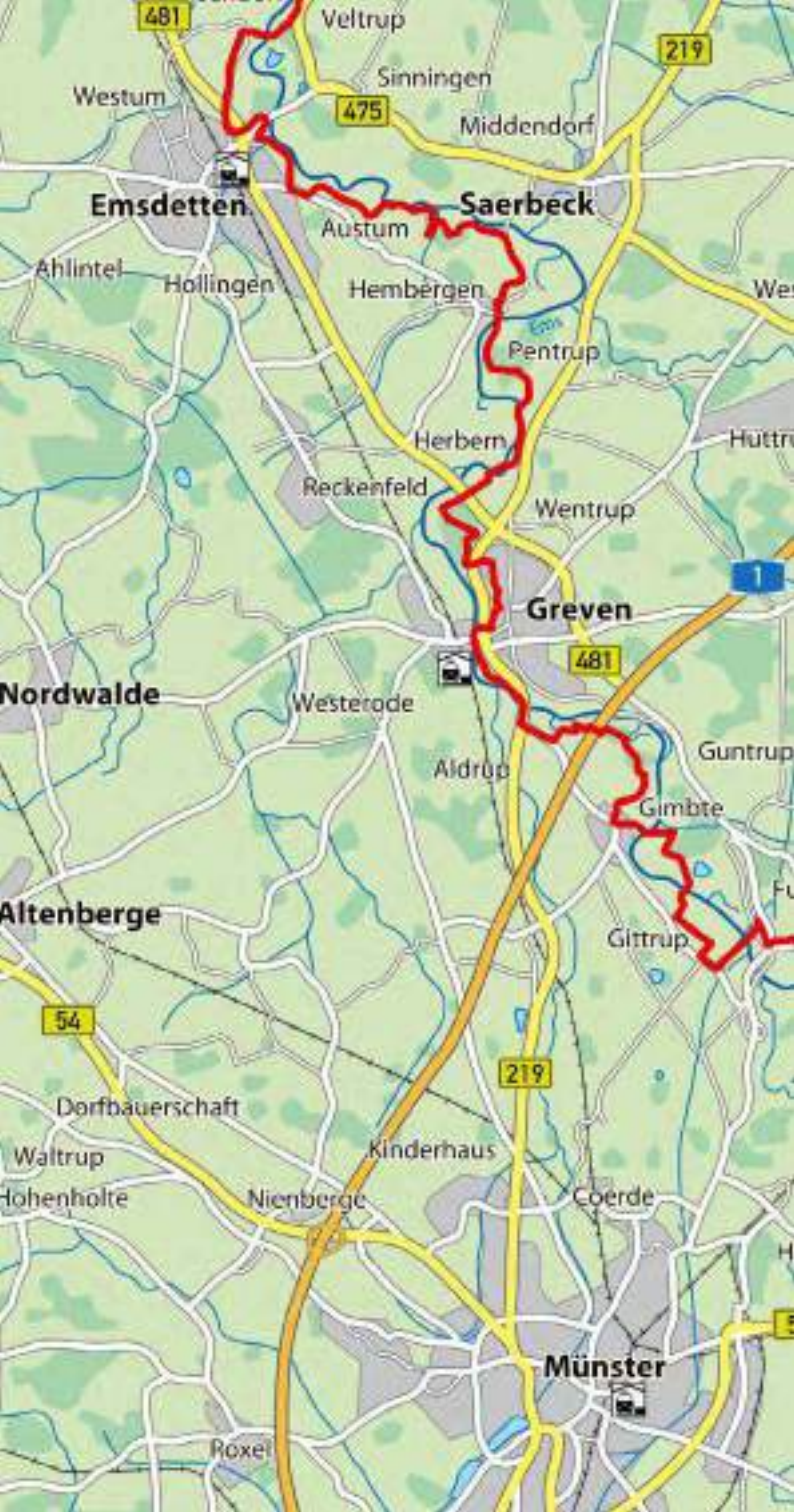 481
Veltrup
219
Sinningen
Westum
475
Middendorf
Emsdetten
Saerbeck
Austum
Ahlintel
Hollingen
Hembergen
Ems
Pentrup
Herbern
Reckenfeld
Wentrup
1
Greven
481
Nordwalde
Westerode
Guntrup
Aldrup
Gimbte
Altenberge
Gittrup
54
219
Dorfbauerschaft
Kinderhaus
Waltrup
Hohenholte
Nienberge
Coerde
Münster
Roxel